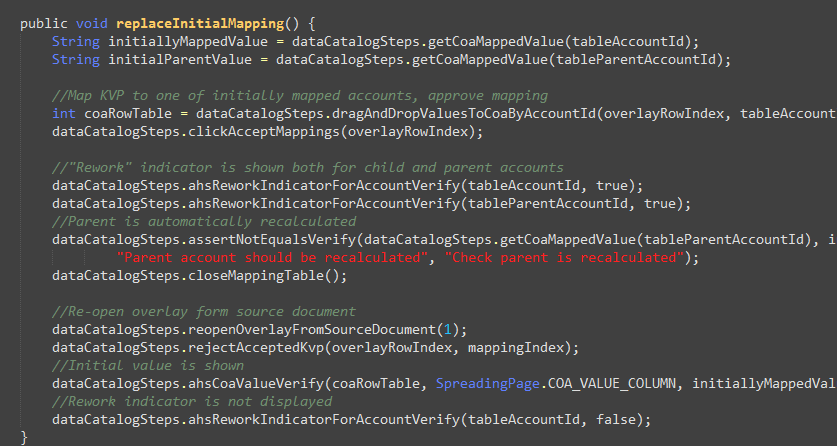 public void replaceInitialMapping() {
    String initiallyMappedValue = dataCatalogSteps.getCoaMappedValue(tableAccountId);
    String initialParentValue = dataCatalogSteps.getCoaMappedValue(tableParentAccountId);

    //Map KVP to one of initially mapped accounts, approve mapping
    int coaRowTable = dataCatalogSteps.dragAndDropValuesToCoaByAccountId(overlayRowIndex, tableAccount
    dataCatalogSteps.clickAcceptMappings(overlayRowIndex);

    //"Rework" indicator is shown both for child and parent accounts
    dataCatalogSteps.ahsReworkIndicatorForAccountVerify(tableAccountId, true);
    dataCatalogSteps.ahsReworkIndicatorForAccountVerify(tableParentAccountId, true);
    //Parent is automatically recalculated
    dataCatalogSteps.assertNotEqualsVerify(dataCatalogSteps.getCoaMappedValue(tableParentAccountId), i
            "Parent account should be recalculated", "Check parent is recalculated");
    dataCatalogSteps.closeMappingTable();

    //Re-open overlay form source document
    dataCatalogSteps.reopenOverlayFromSourceDocument(1);
    dataCatalogSteps.rejectAcceptedKvp(overlayRowIndex, mappingIndex);
    //Initial value is shown
    dataCatalogSteps.ahsCoaValueVerify(coaRowTable, SpreadingPage.COA_VALUE_COLUMN, initiallyMappedVal
    //Rework indicator is not displayed
    dataCatalogSteps.ahsReworkIndicatorForAccountVerify(tableAccountId, false);
}